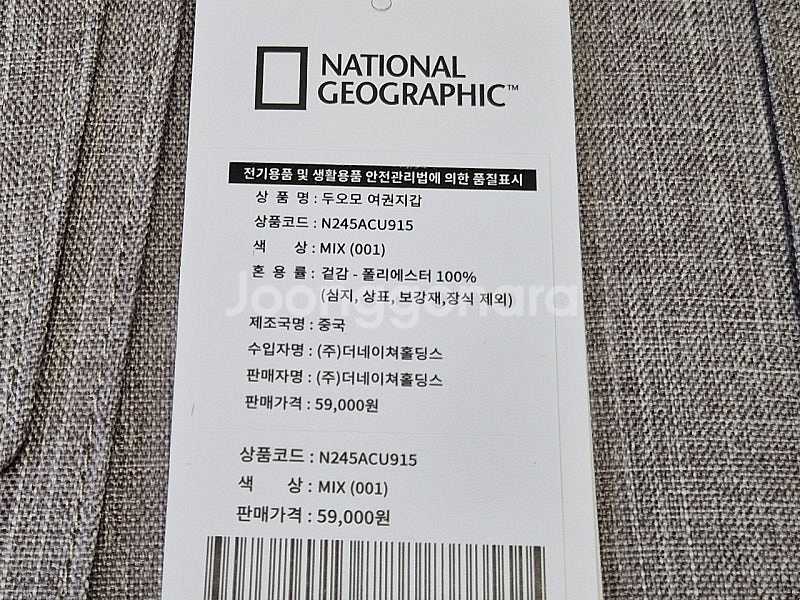 NATIONAL
GEOGRAPHIC™
전기용품 및 생활용품 안전관리법에 의한 품질표시
상 품 명 : 두오모 여권지갑
상품코드 : N245ACU915
색 상 : MIX (001)
혼 용 률 : 겉감 - 폴리에스터 100%
(심지, 상표, 보강재,장식 제외)
Joonggonara
제조국명 : 중국
수입자명 : (주)더네이쳐홀딩스
판매자명 : (주)더네이쳐홀딩스
판매가격 : 59,000원
상품코드 : N245ACU915
색 상 : MIX (001)
판매가격 : 59,000원